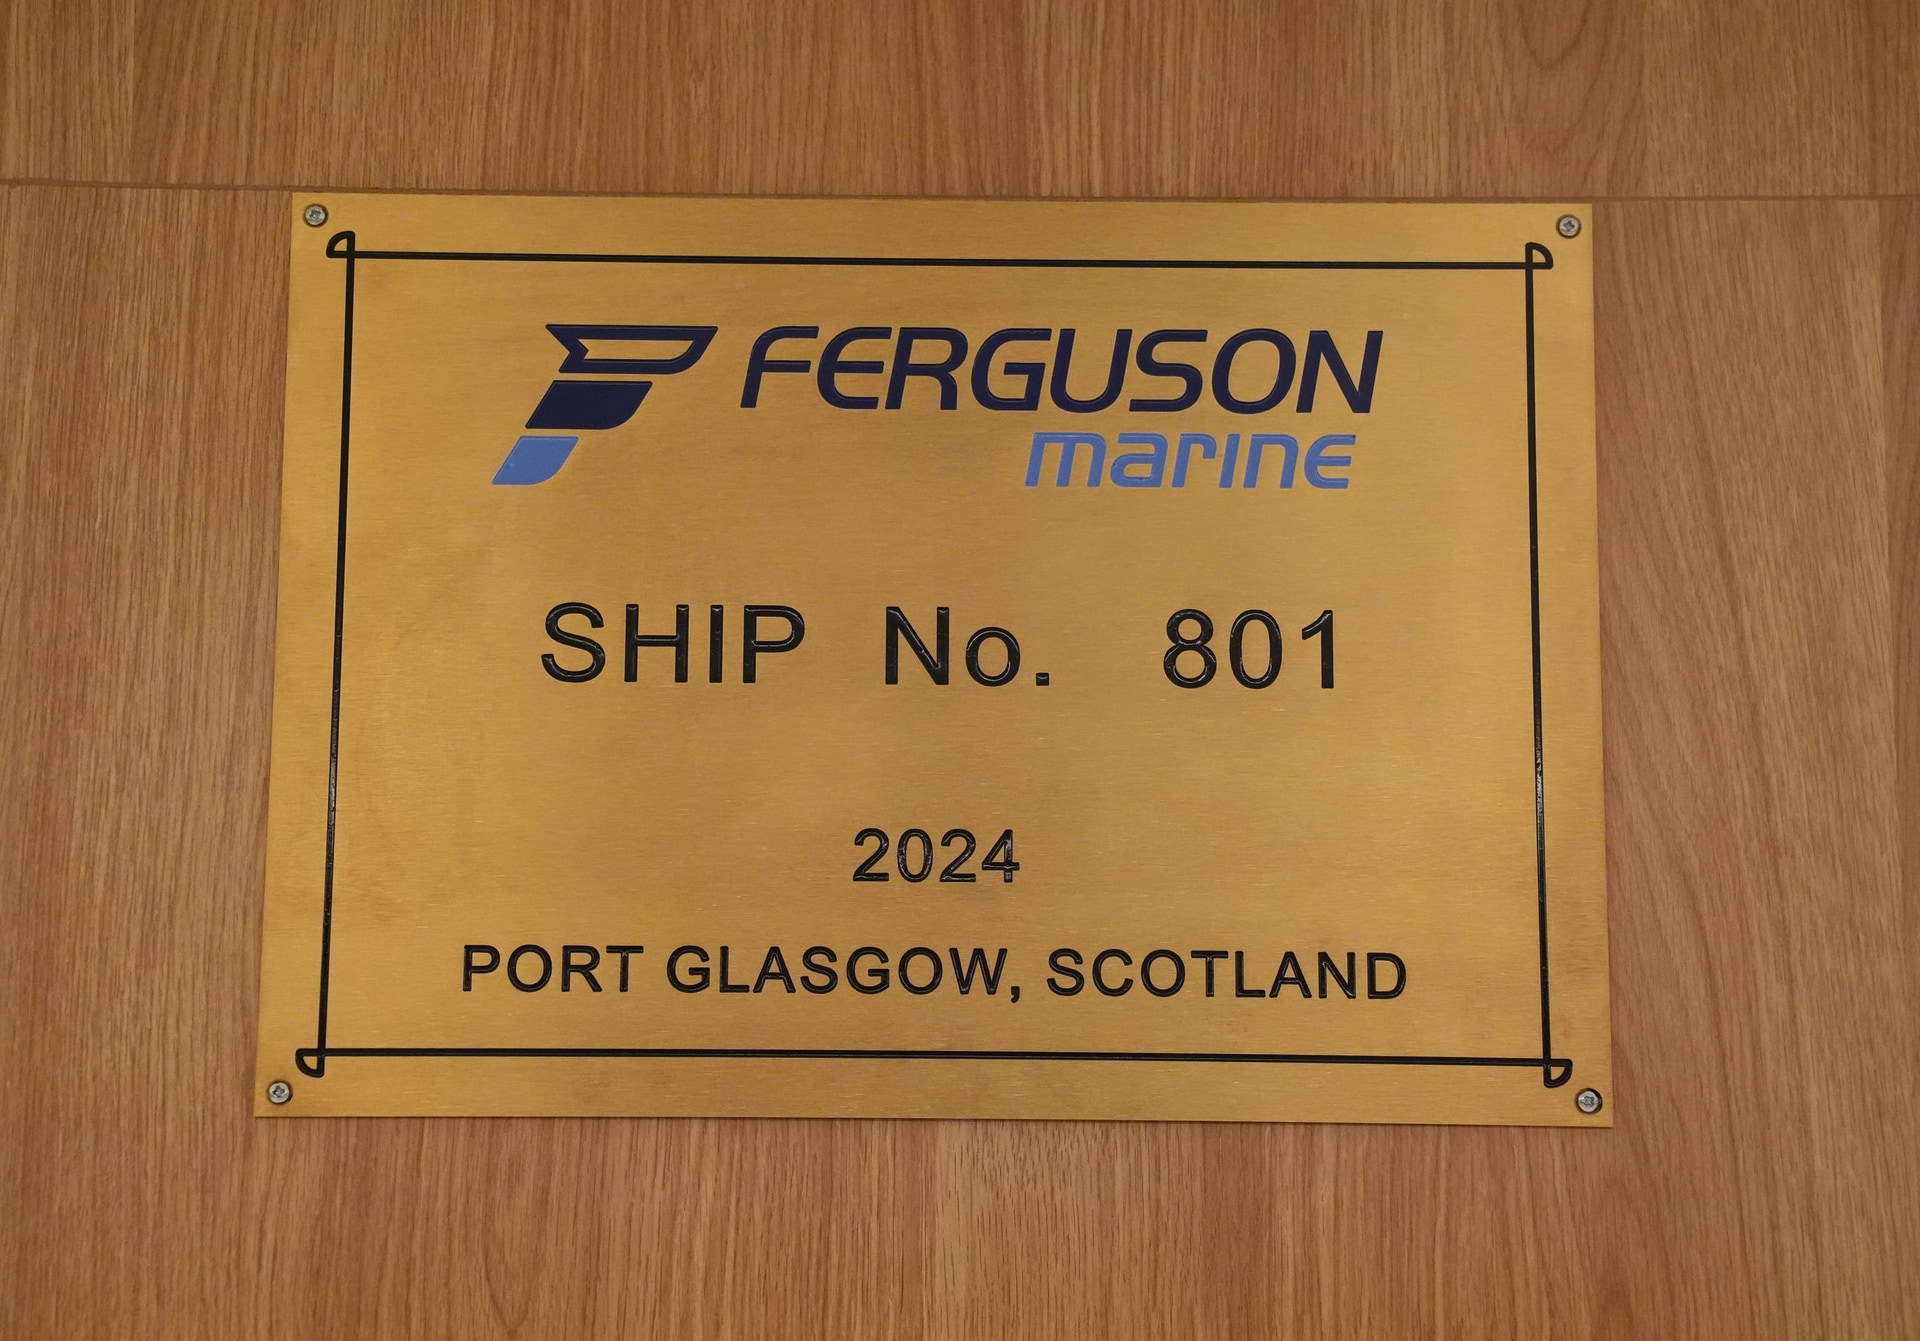 FERGUSON
marine
SHIP No. 801
2024
PORT GLASGOW, SCOTLAND